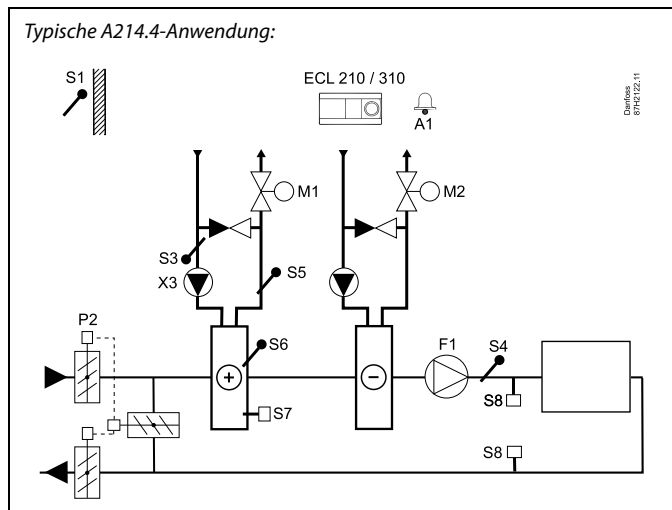 Typische A214.4-Anwendung:
S1
ECL 210 / 310
A1
Danfoss
87H2122.11
M1
M2
S3
X3
S5
P2
S6
F1
S4
S7
S8
S8